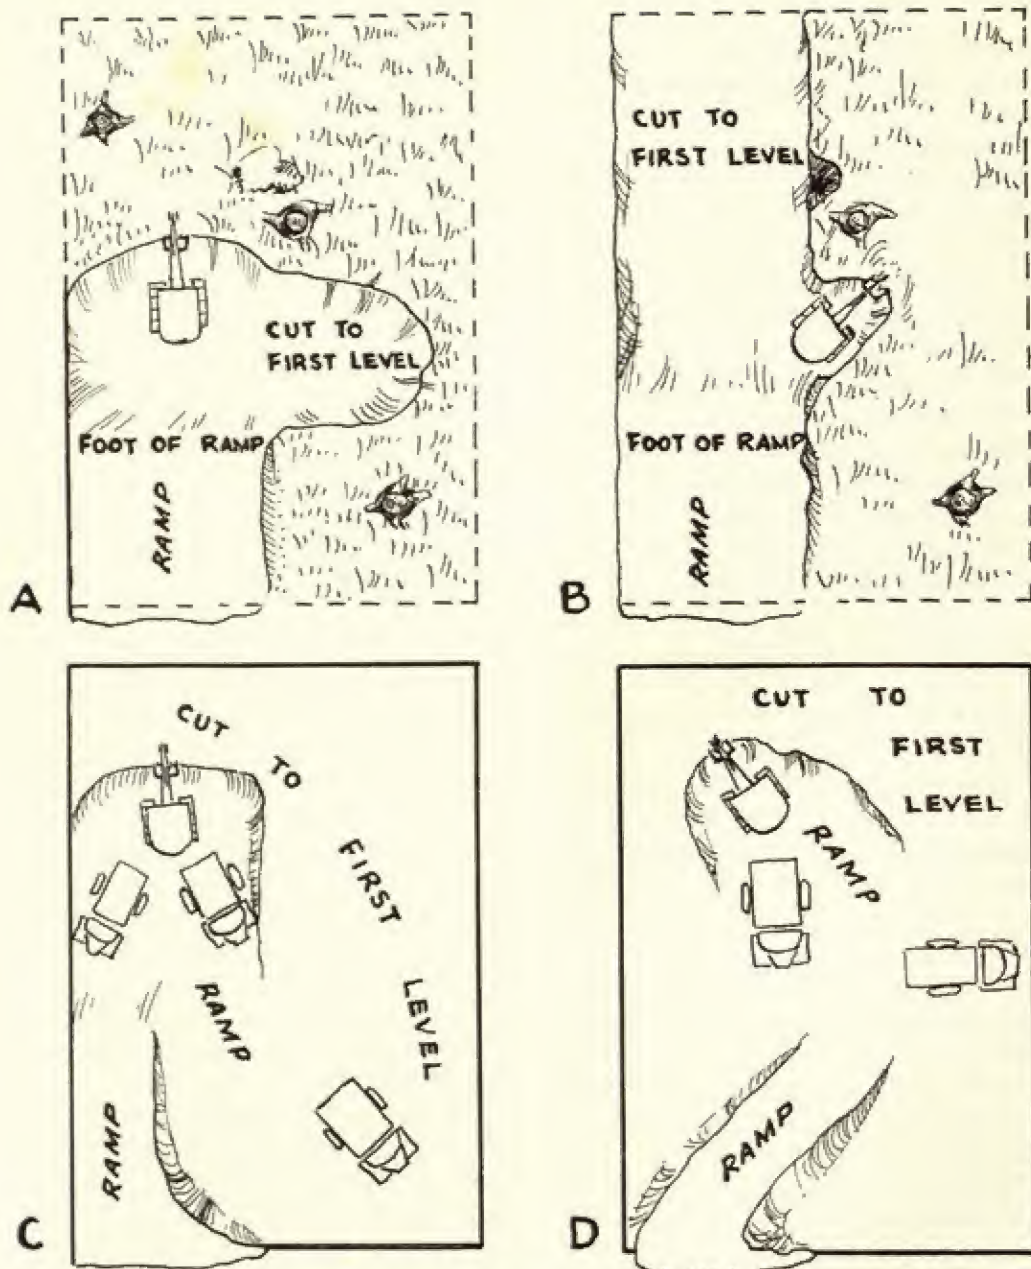 CUT TO
FIRST LEVEL
FOOT OF RAMP
RAMP
A
CUT TO
FIRST LEVEL
FOOT OF RAMP
RAMP
B
CUT
TO
FIRST
LEVEL
RAMP
RAMP
C
CUT TO
FIRST
LEVEL
RAMP
RAMP
D